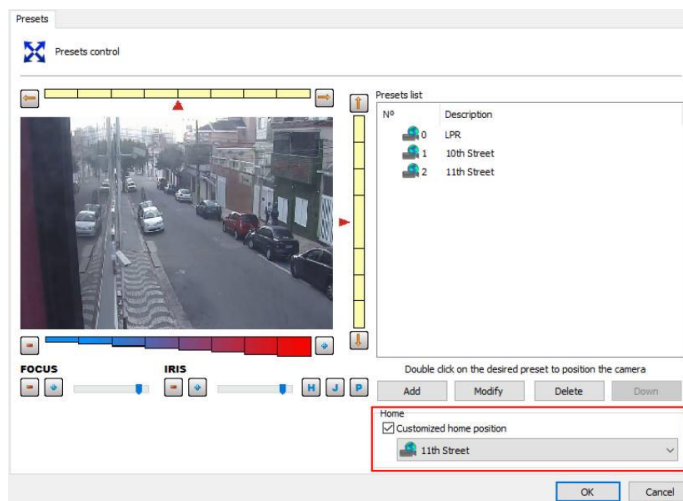 Presets
Presets control
Presets list
Nº Description
0 LPR
1 10th Street
2 11th Street
Double click on the desired preset to position the camera
FOCUS IRIS
H J P
Add Modify Delete Down
Home
Customized home position
11th Street
OK Cancel